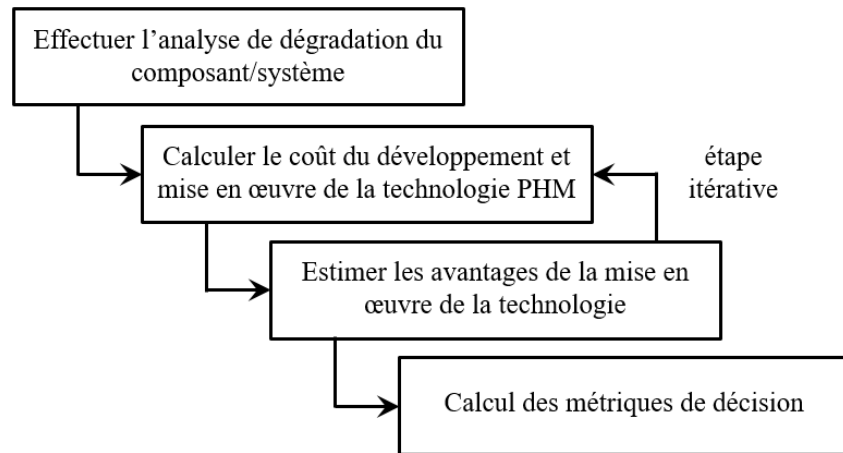 Effectuer l’analyse de dégradation du
composant/système
Calculer le coût du développement et
mise en œuvre de la technologie PHM
étape
itérative
Estimer les avantages de la mise en
œuvre de la technologie
Calcul des métriques de décision